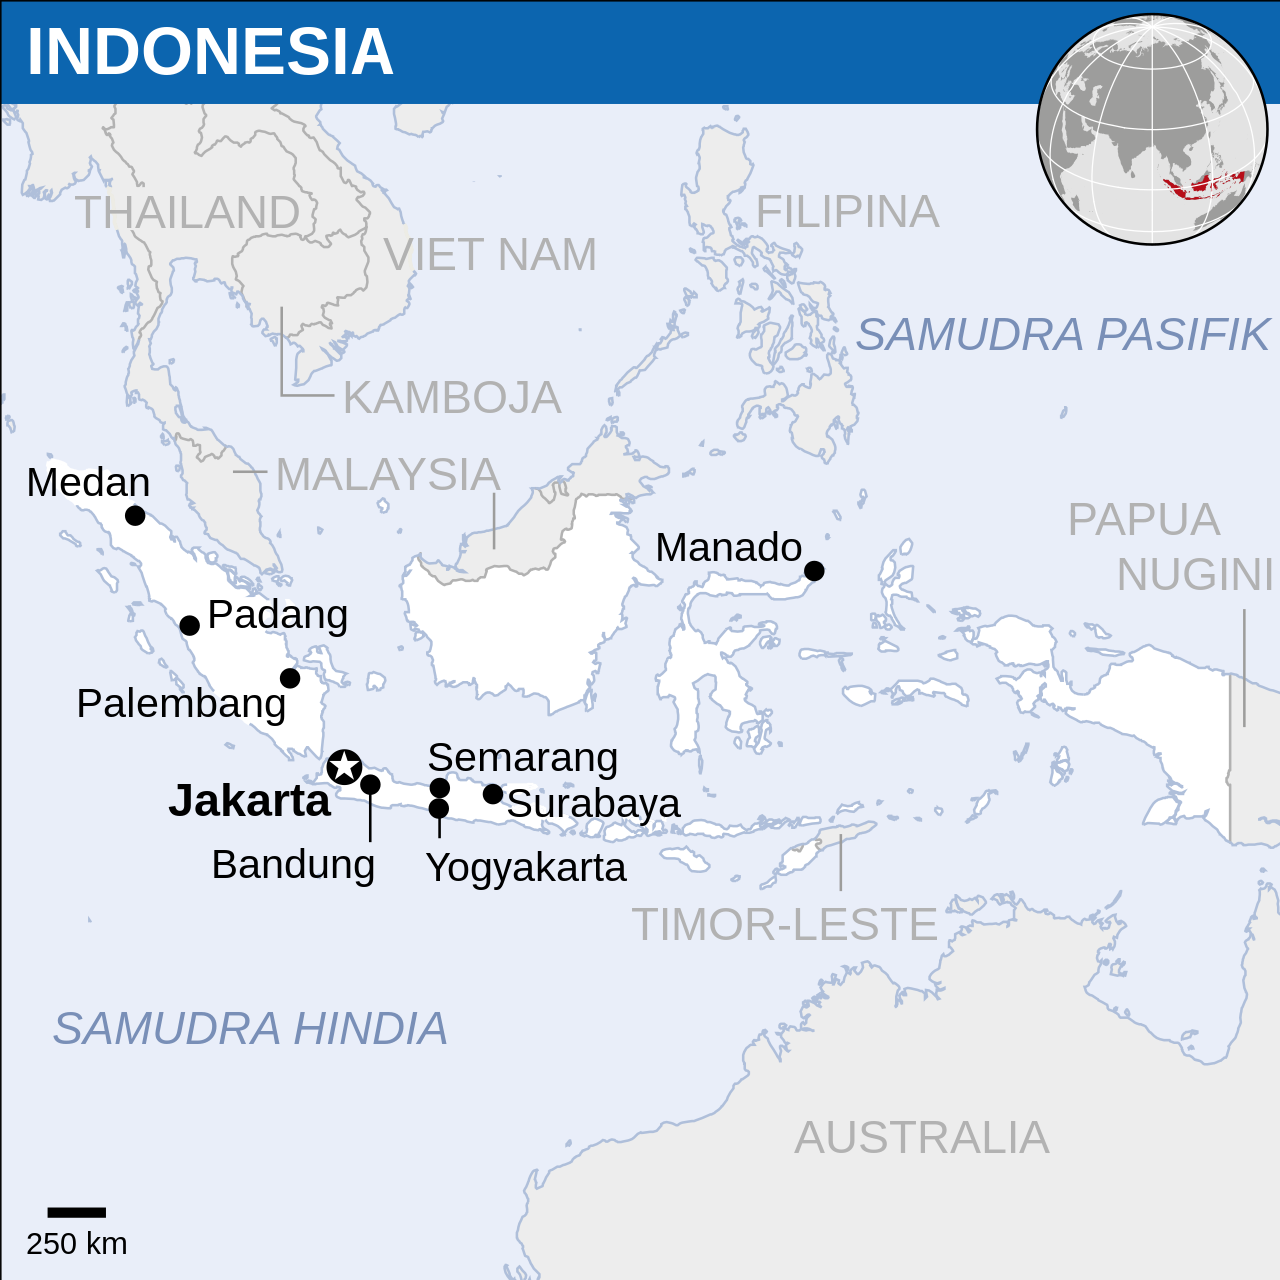 INDONESIA
THAILAND
FILIPINA
VIET NAM
SAMUDRA PASIFIK
KAMBOJA
MALAYSIA
Medan
PAPUA
NUGINI
Manado
Padang
Palembang
Semarang
Jakarta
Surabaya
Bandung
Yogyakarta
TIMOR-LESTE
SAMUDRA HINDIA
AUSTRALIA
250 km